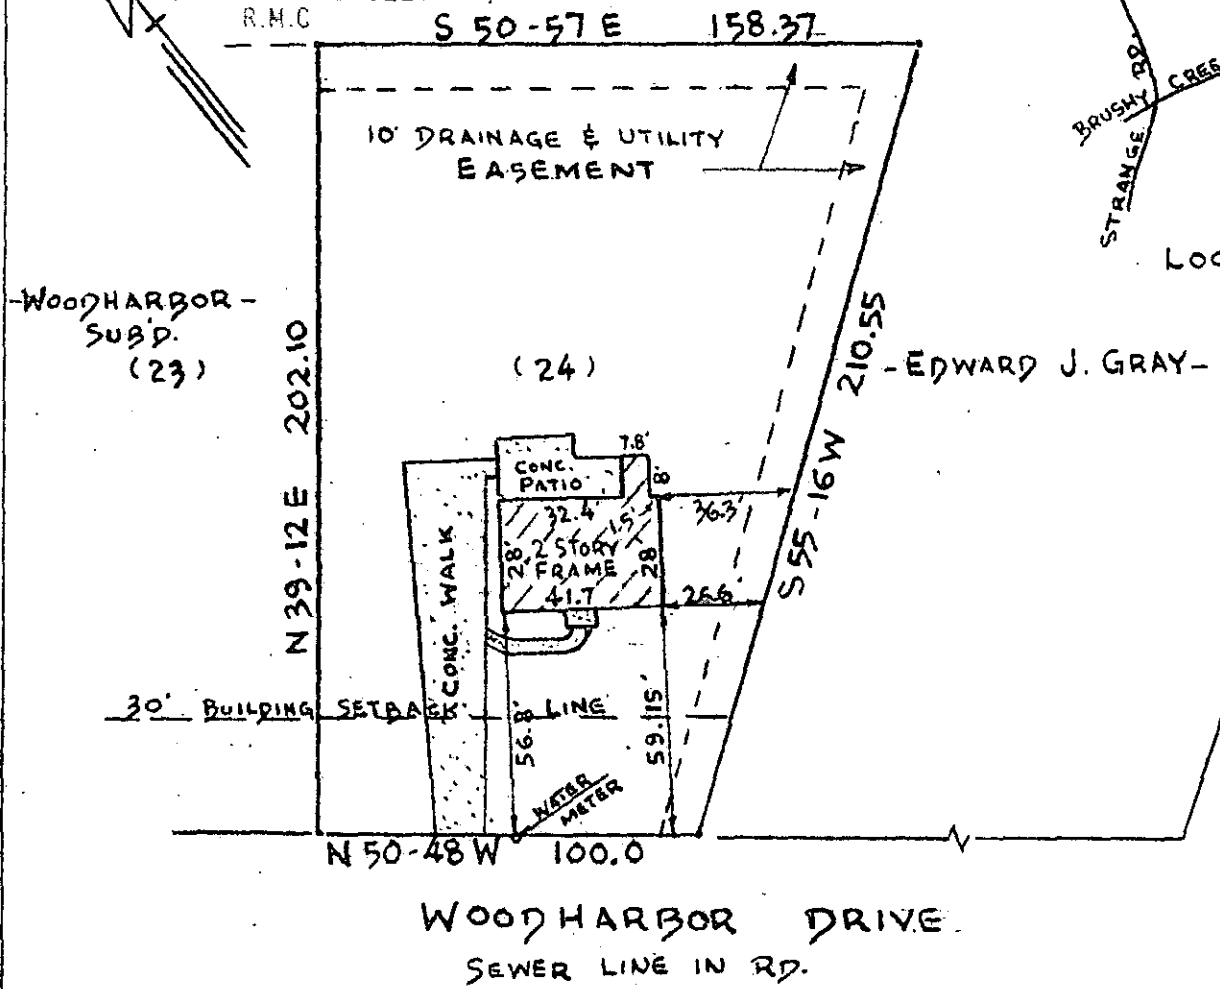 R.M.C
S 50-57 E 158.37
10' DRAINAGE & UTILITY
EASEMENT
BRUSHY CREE
STRANGE RD.
LOC
-WOODHARBOR-
SUB'D.
(23)
N 39-12 E 202.10
(24)
210.55
S 55-16 W
-EDWARD J. GRAY-
7.8'
8'
CONC.
PATIO
32.4'
1.5'
36.3'
28'
2 STORY
FRAME
28
41.7
26.6'
CONC. WALK
30' BUILDING SETBACK LINE
56.8'
59.15'
WATER
METER
N 50-48 W 100.0
WOODHARBOR DRIVE
SEWER LINE IN RD.